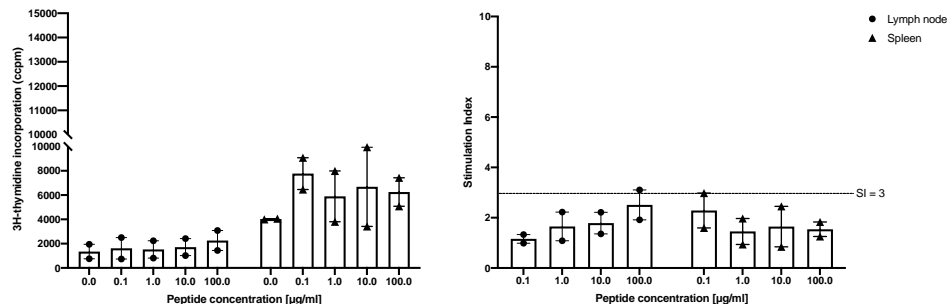 3H-thymidine incorporation (ccpm)
15000
14000
13000
12000
11000
10000
10000
8000
6000
4000
2000
0
0.0 0.1 1.0 10.0 100.0 0.0 0.1 1.0 10.0 100.0
Peptide concentration [µg/ml]
Stimulation Index
10
8
6
4
2
0
SI = 3
0.1 1.0 10.0 100.0 0.1 1.0 10.0 100.0
Peptide concentration [µg/ml]
Lymph node
Spleen